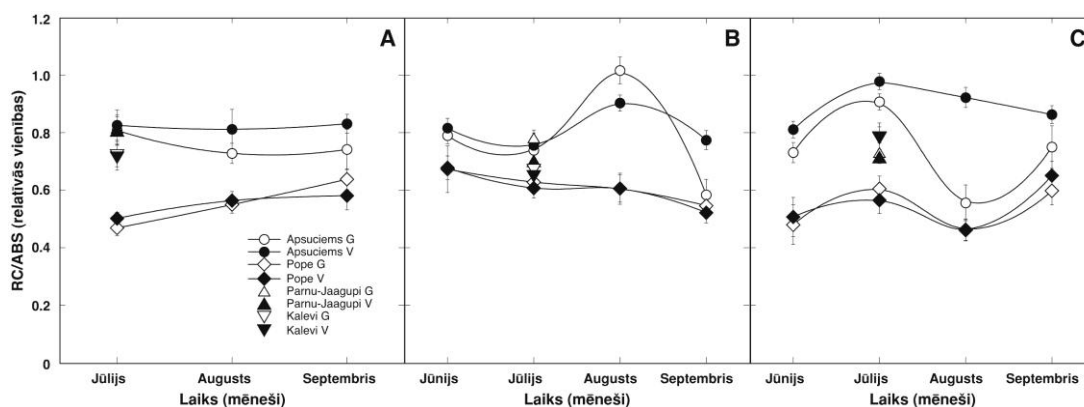 RC/ABS (relatīvās vienības)
1.2
1.0
0.8
0.6
0.4
0.2
0
A
B
C
Apsuciems G
Apsuciems V
Pope G
Pope V
Parnu-Jaagupi G
Parnu-Jaagupi V
Kalevi G
Kalevi V
Jūlijs Augusts Septembris
Jūnijs Jūlijs Augusts Septembris
Jūnijs Jūlijs Augusts Septembris
Laiks (mēneši)
Laiks (mēneši)
Laiks (mēneši)